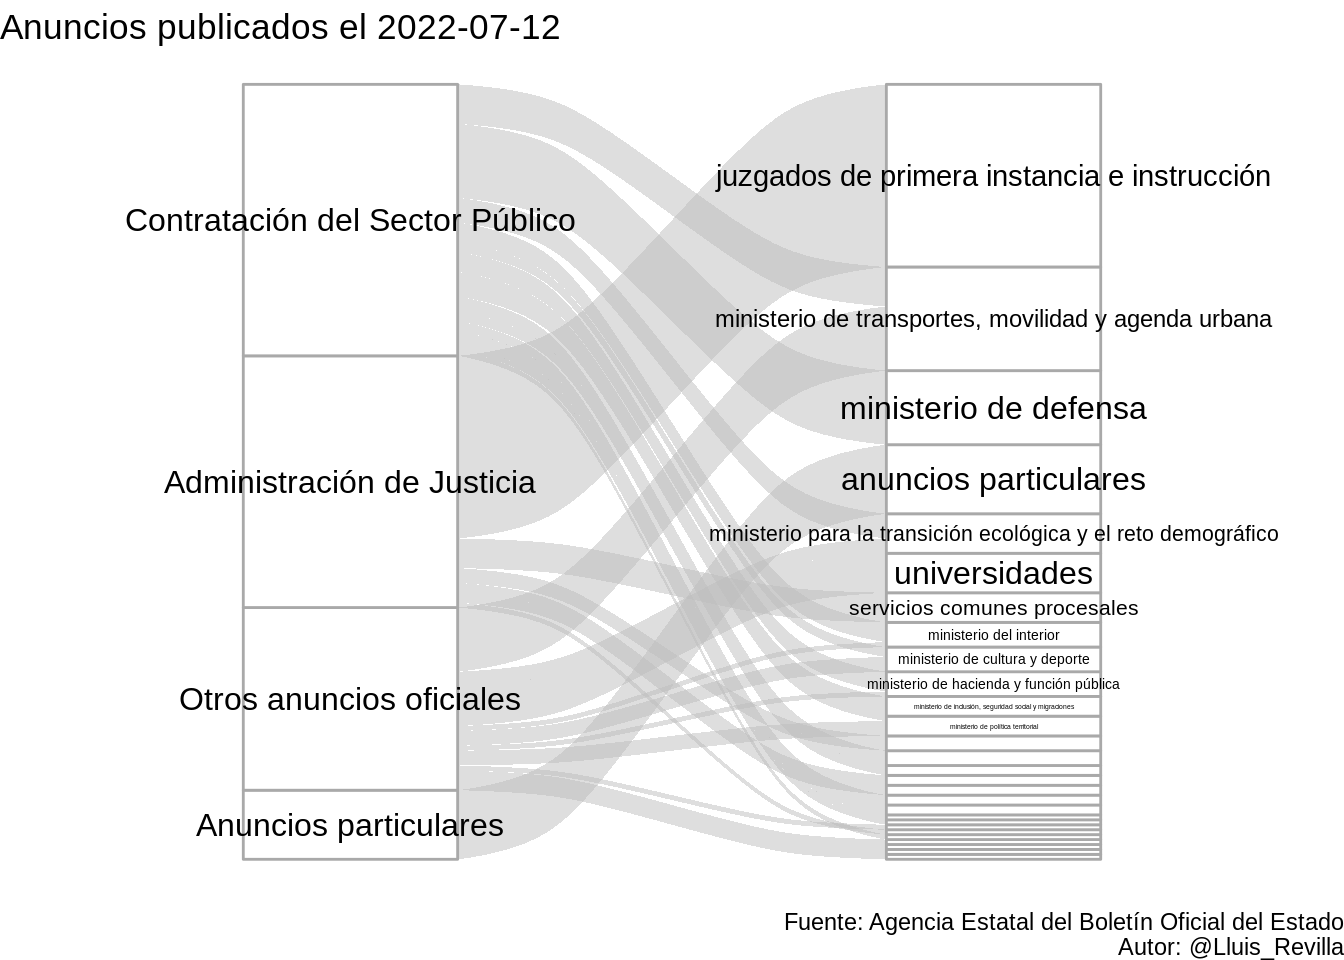 Anuncios publicados el 2022-07-12
Contratación del Sector Público
Administración de Justicia
Otros anuncios oficiales
Anuncios particulares
juzgados de primera instancia e instrucción
ministerio de transportes, movilidad y agenda urbana
ministerio de defensa
anuncios particulares
ministerio para la transición ecológica y el reto demográfico
universidades
servicios comunes procesales
ministerio del interior
ministerio de cultura y deporte
ministerio de hacienda y función pública
ministerio de inclusión, seguridad social y migraciones
ministerio de política territorial
Fuente: Agencia Estatal del Boletín Oficial del Estado
Autor: @Lluis_Revilla